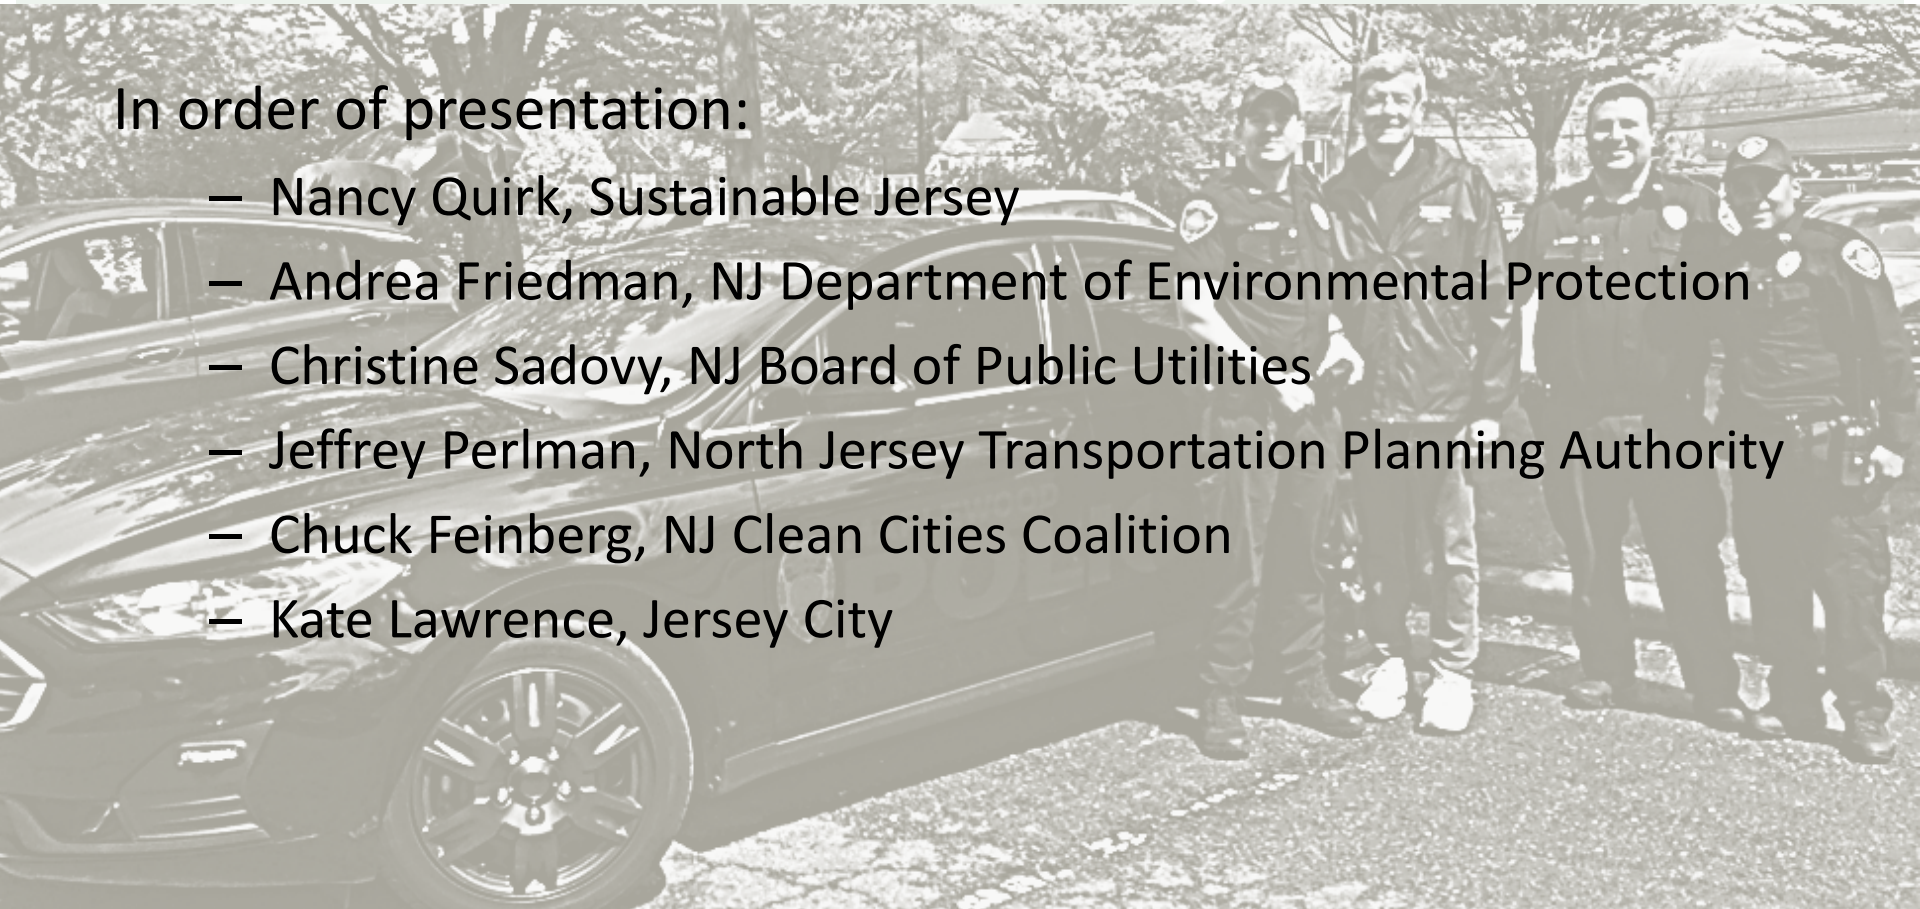 In order of presentation:
– Nancy Quirk, Sustainable Jersey
– Andrea Friedman, NJ Department of Environmental Protection
– Christine Sadovy, NJ Board of Public Utilities
– Jeffrey Perlman, North Jersey Transportation Planning Authority
– Chuck Feinberg, NJ Clean Cities Coalition
– Kate Lawrence, Jersey City
POLICE